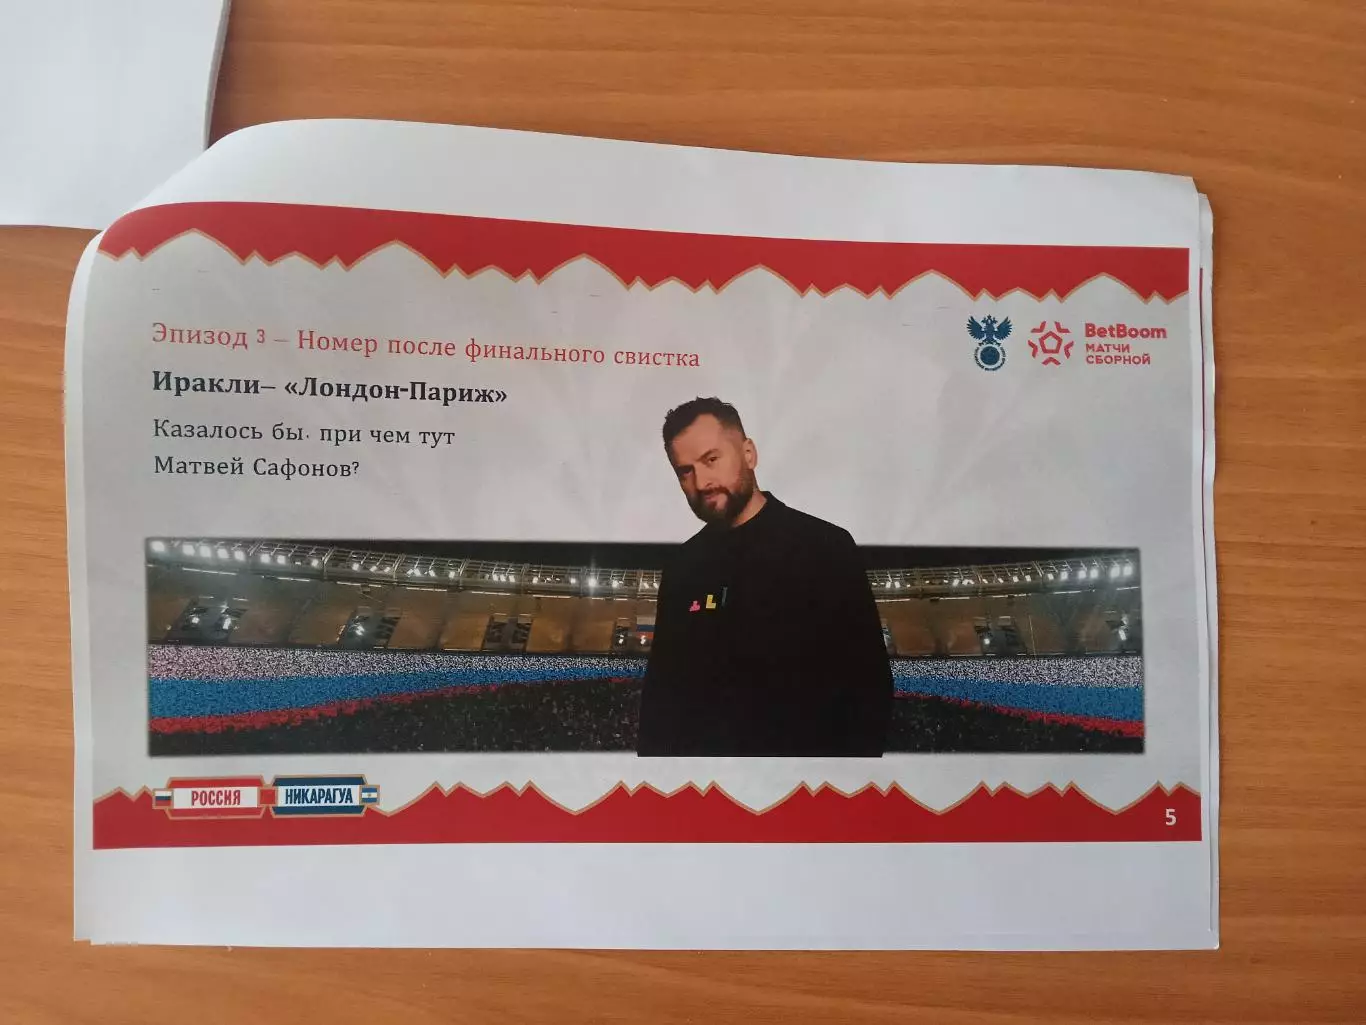 Эпизод 3 – Номер после финального свистка
Иракли– «Лондон-Париж»
Казалось бы, при чем тут
Матвей Сафонов?
BetBoom
МАТЧИ
СБОРНОЙ
РОССИЯ
НИКАРАГУА
5